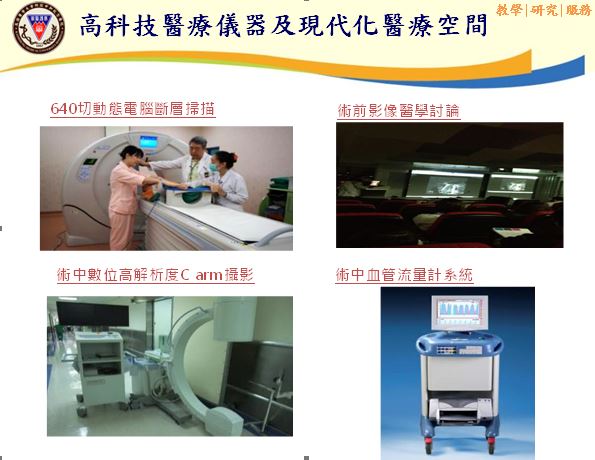 教學|研究|服務
高科技醫療儀器及現代化醫療空間
640切動態電腦斷層掃描
術前影像醫學討論
術中數位高解析度C arm攝影
術中血管流量計系統